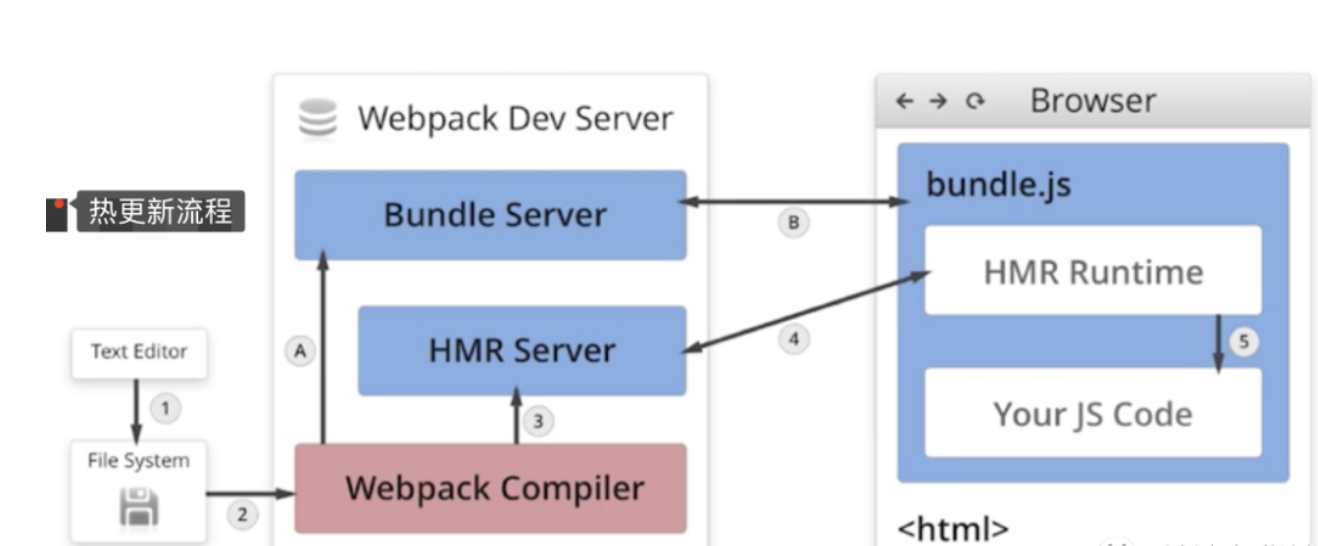 Webpack Dev Server
Browser
bundle.js
热更新流程
Bundle Server
B
HMR Runtime
HMR Server
A
4
5
Text Editor
1
3
Your JS Code
File System
Webpack Compiler
2
<html>